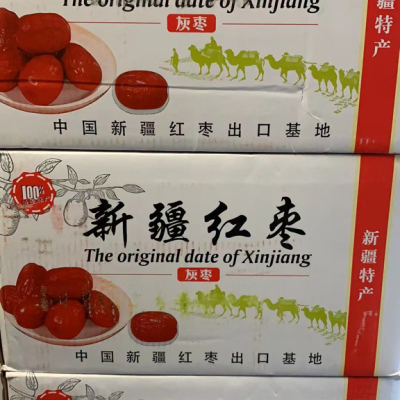 The original date of Xinjiang
灰枣
疆特产
中国新疆红枣出口基地
100%
新疆红枣
The original date of Xinjiang
灰枣
新疆特产
中国新疆红枣出口基地